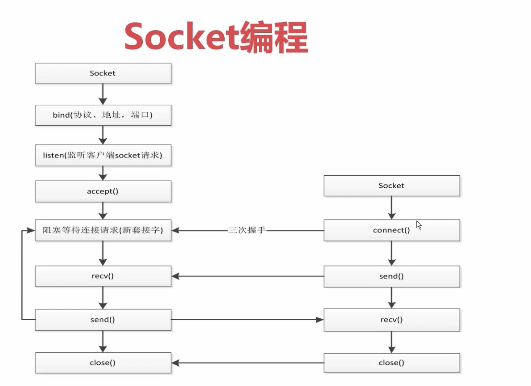 Socket编程
Socket
bind(协议、地址，端口)
listen(监听客户端socket请求)
accept()
阻塞等待连接请求(新套接字)
recv()
send()
close()
三次握手
Socket
connect()
send()
recv()
close()